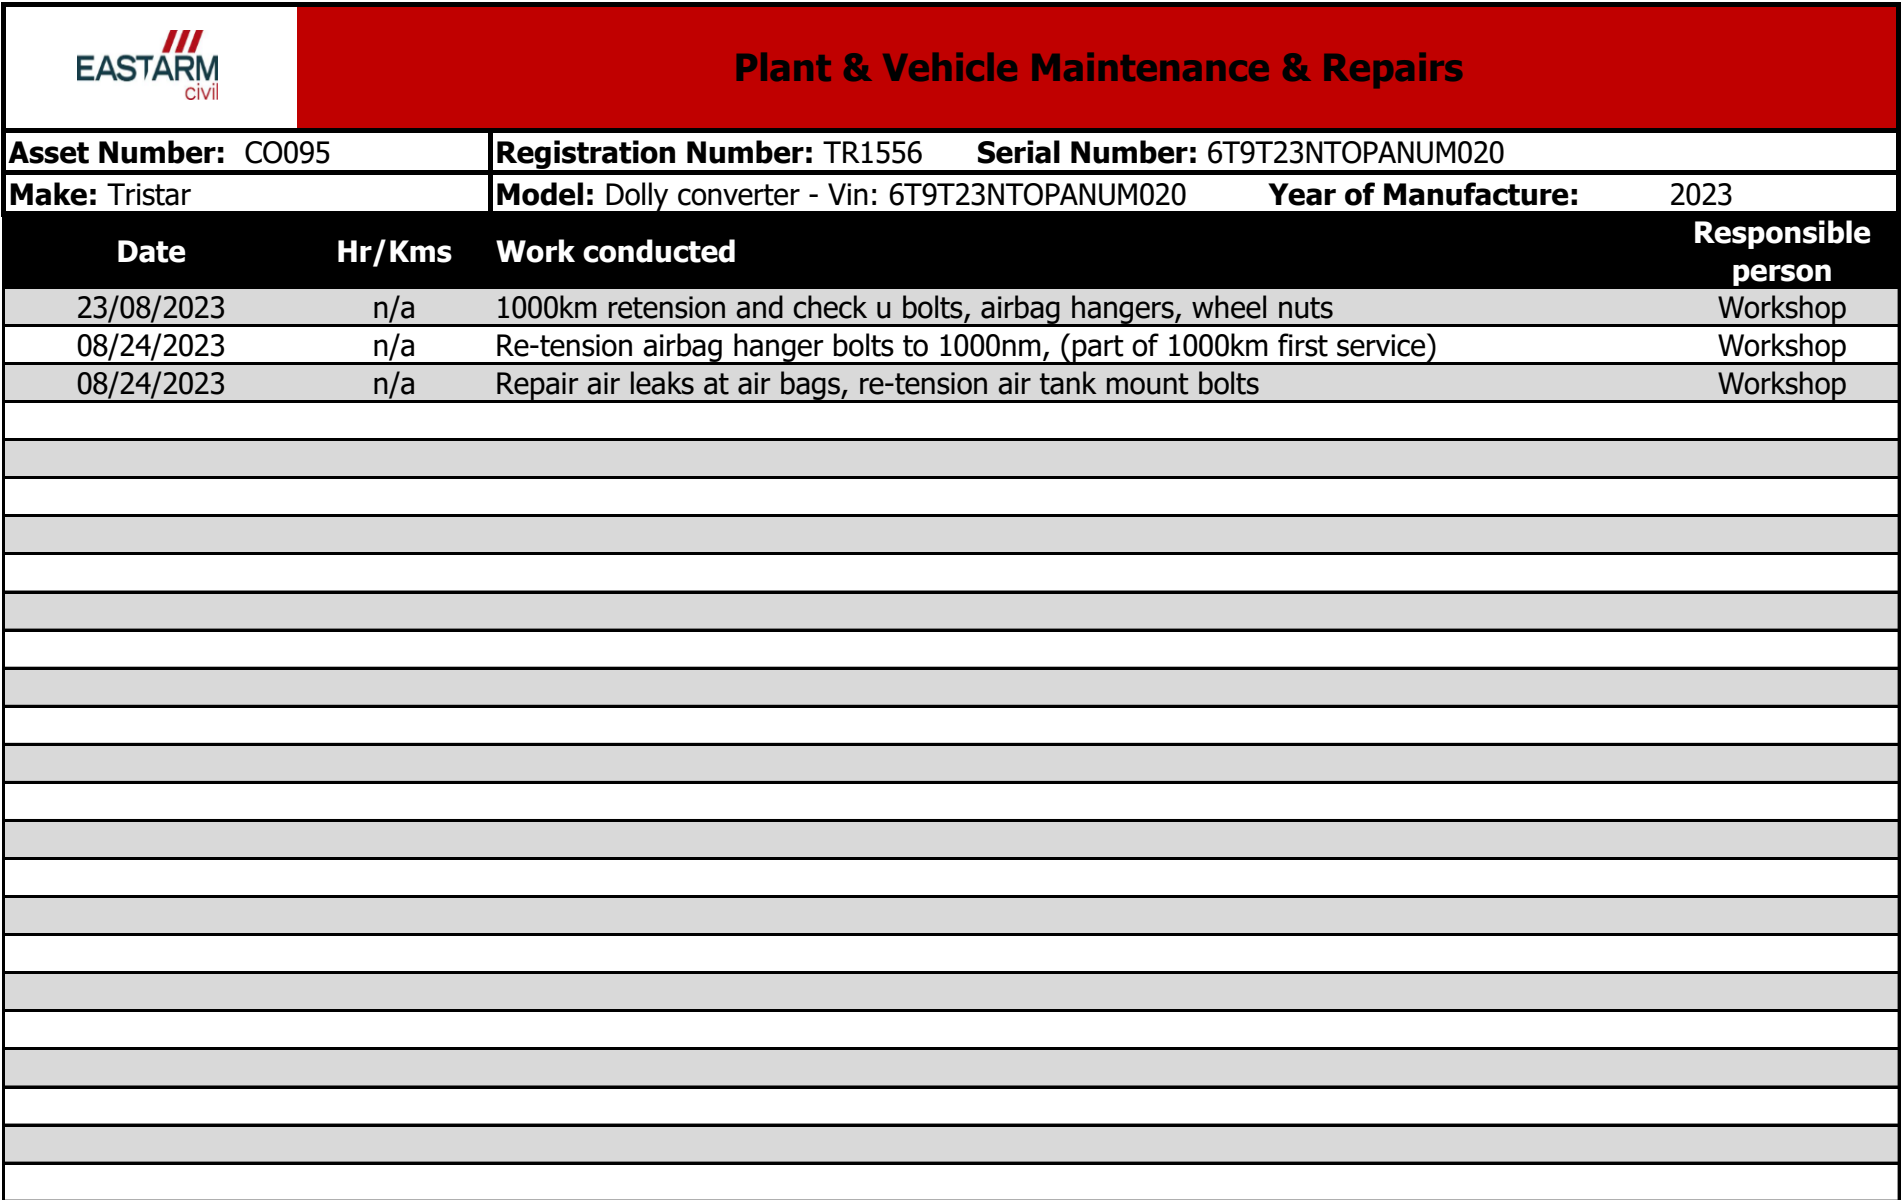 EASTARM
civil
Plant & Vehicle Maintenance & Repairs
Asset Number: CO095 Registration Number: TR1556 Serial Number: 6T9T23NTOPANUM020
Make: Tristar Model: Dolly converter - Vin: 6T9T23NTOPANUM020 Year of Manufacture: 2023
Date Hr/Kms Work conducted Responsible person
23/08/2023 n/a 1000km retension and check u bolts, airbag hangers, wheel nuts Workshop
08/24/2023 n/a Re-tension airbag hanger bolts to 1000nm, (part of 1000km first service) Workshop
08/24/2023 n/a Repair air leaks at air bags, re-tension air tank mount bolts Workshop